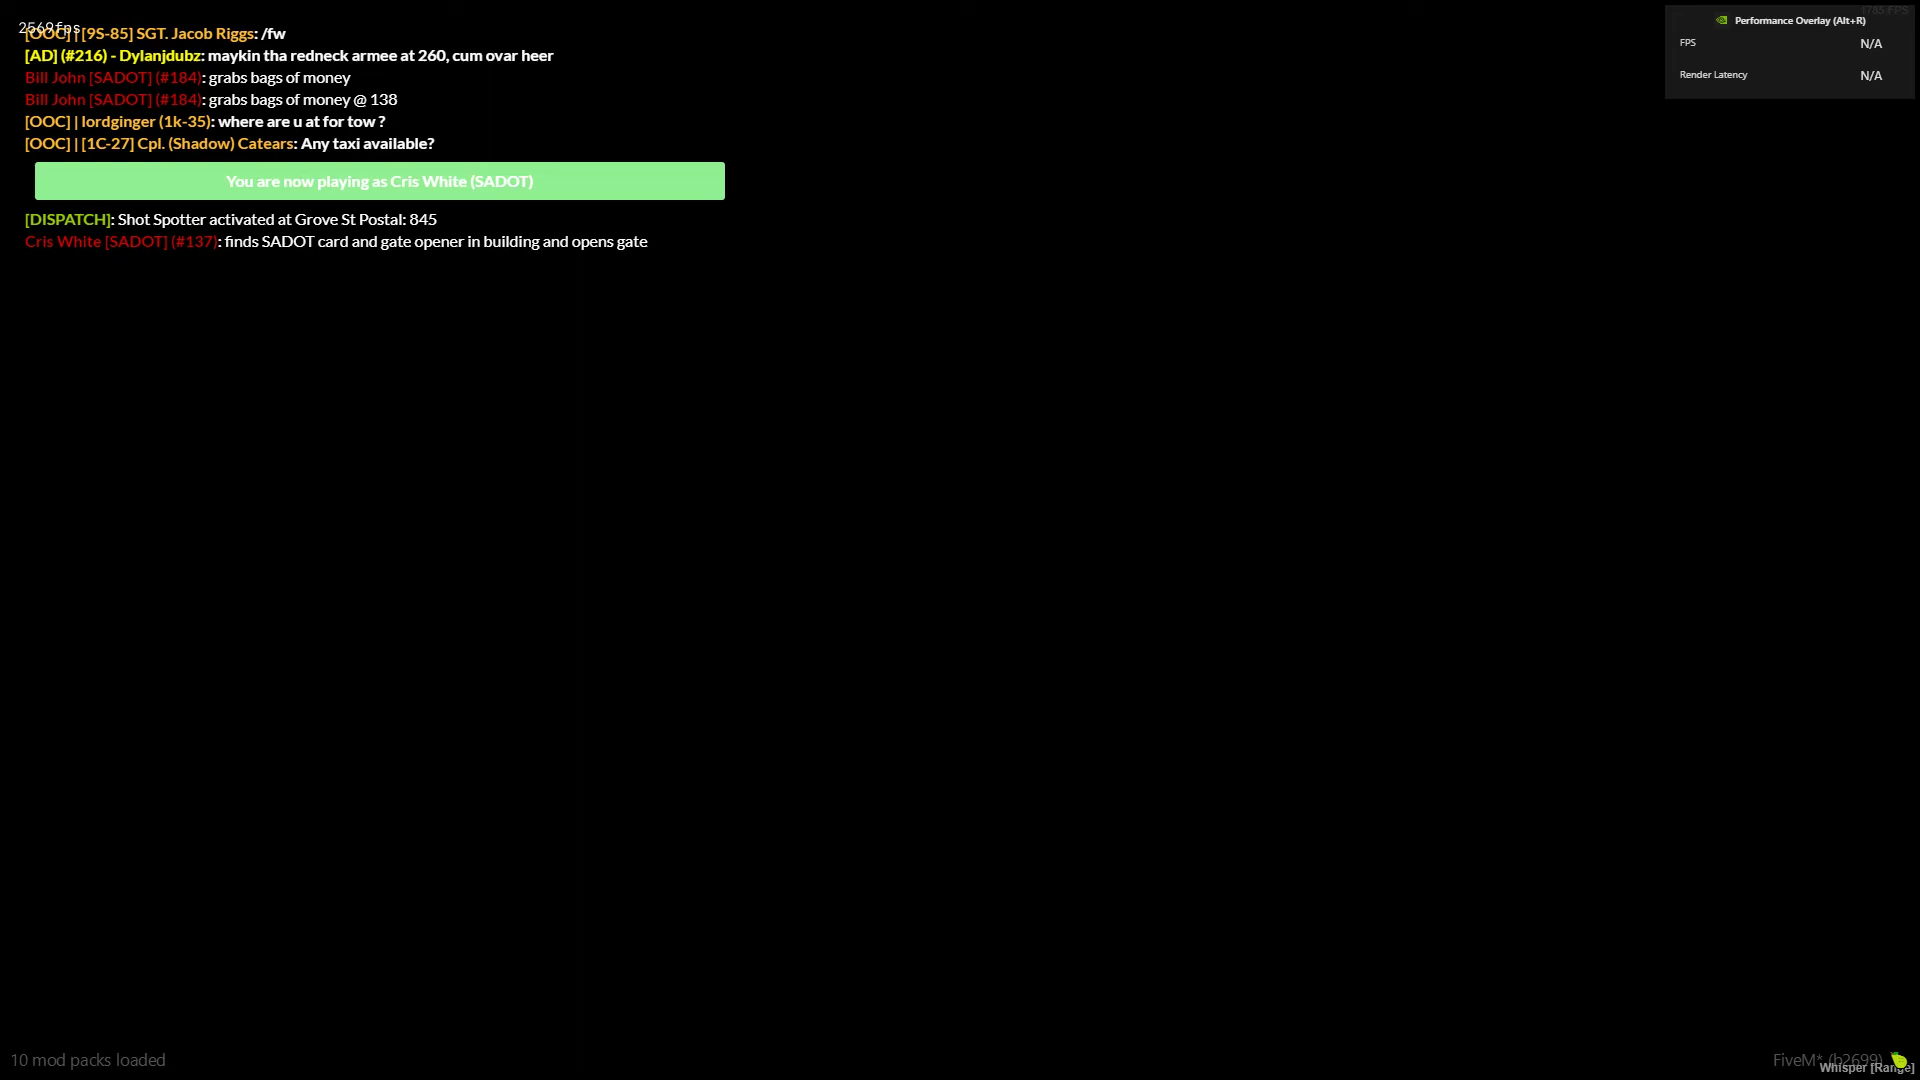 2569fps
[OOC] | [9S-85] SGT. Jacob Riggs: /fw
[AD] (#216) - Dylanjdubz: maykin tha redneck armee at 260, cum ovar heer
Bill John [SADOT] (#184): grabs bags of money
Bill John [SADOT] (#184): grabs bags of money @ 138
[OOC] | lordginger (1k-35): where are u at for tow ?
[OOC] | [1C-27] Cpl. (Shadow) Catears: Any taxi available?
You are now playing as Cris White (SADOT)
[DISPATCH]: Shot Spotter activated at Grove St Postal: 845
Cris White [SADOT] (#137): finds SADOT card and gate opener in building and opens gate
1785 FPS
Performance Overlay (Alt+R)
FPS N/A
Render Latency N/A
10 mod packs loaded
FiveM* (b2699)
Whisper [Range]